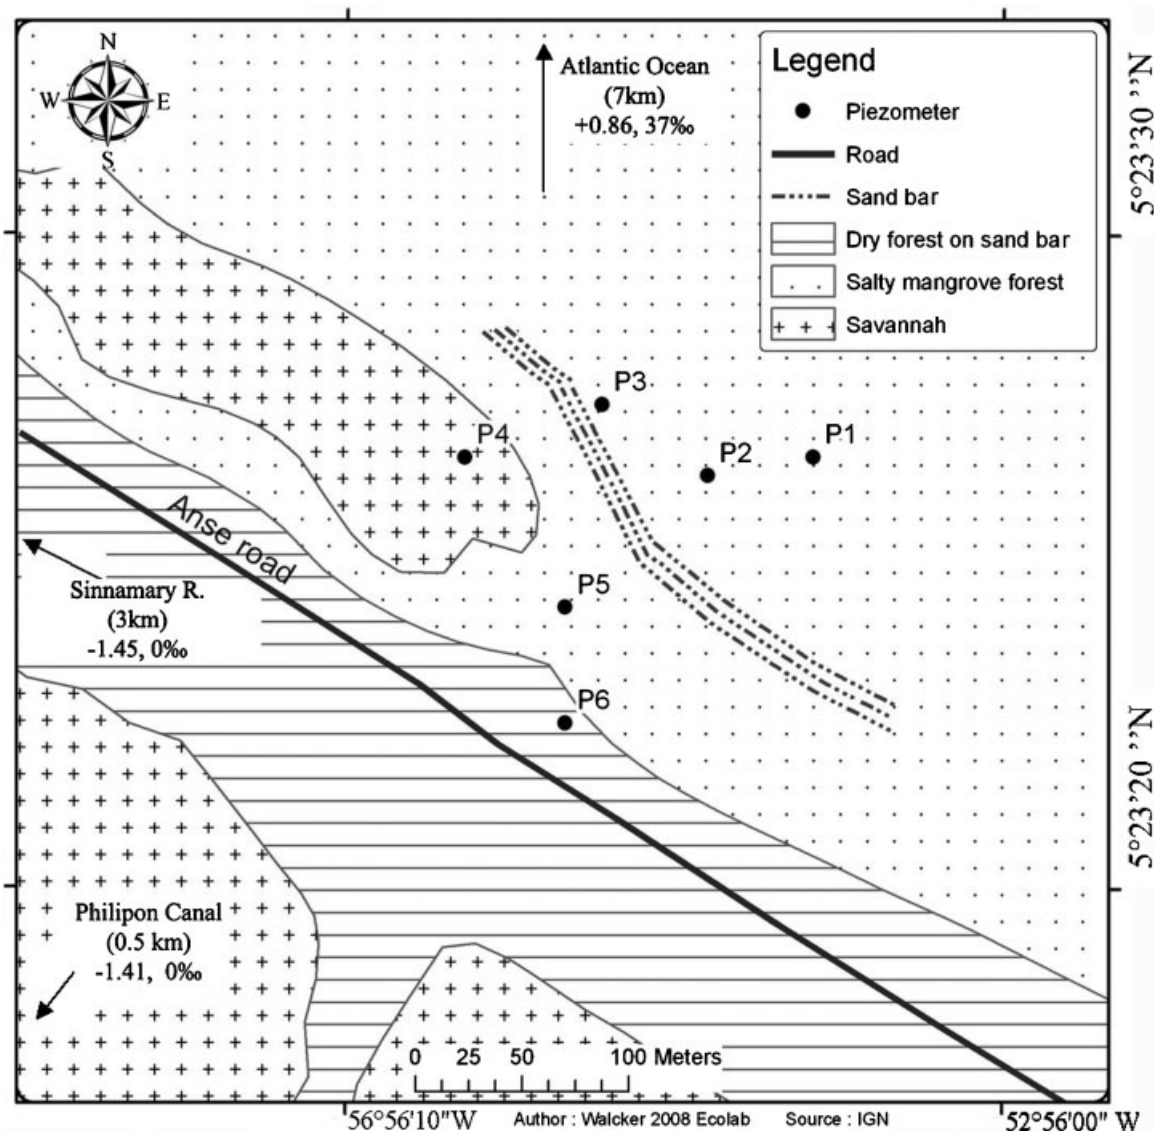 N
W E
S
Atlantic Ocean
(7km)
+0.86, 37‰
Legend
Piezometer
Road
Sand bar
Dry forest on sand bar
Salty mangrove forest
Savannah
5°23'30 ’’N
P3
P4
P2
P1
Anse road
Sinnamary R.
(3km)
-1.45, 0‰
P5
P6
5°23'20 ’’N
Philipon Canal
(0.5 km)
-1.41, 0‰
0 25 50 100 Meters
56°56'10"W
Author : Walcker 2008 Ecolab Source : IGN
52°56'00" W